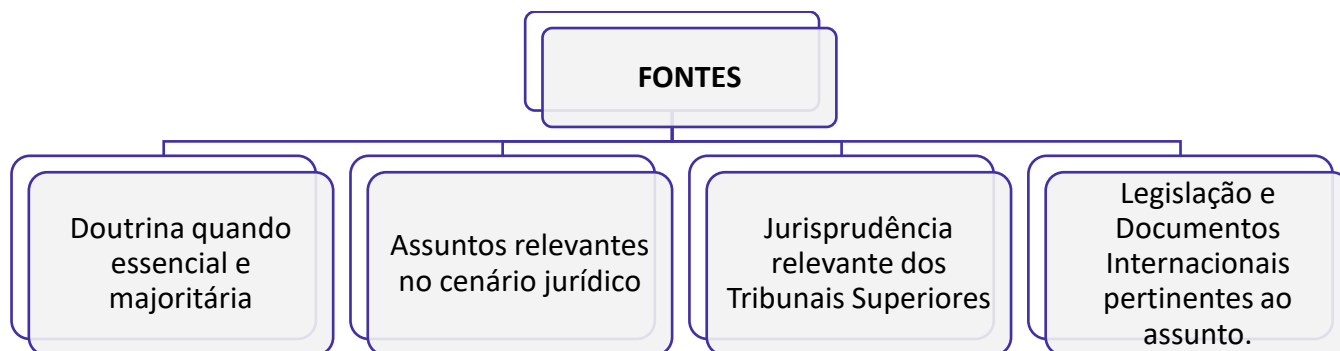 FONTES
Doutrina quando
essencial e
majoritária
Assuntos relevantes
no cenário jurídico
Jurisprudência
relevante dos
Tribunais Superiores
Legislação e
Documentos
Internacionais
pertinentes ao
assunto.